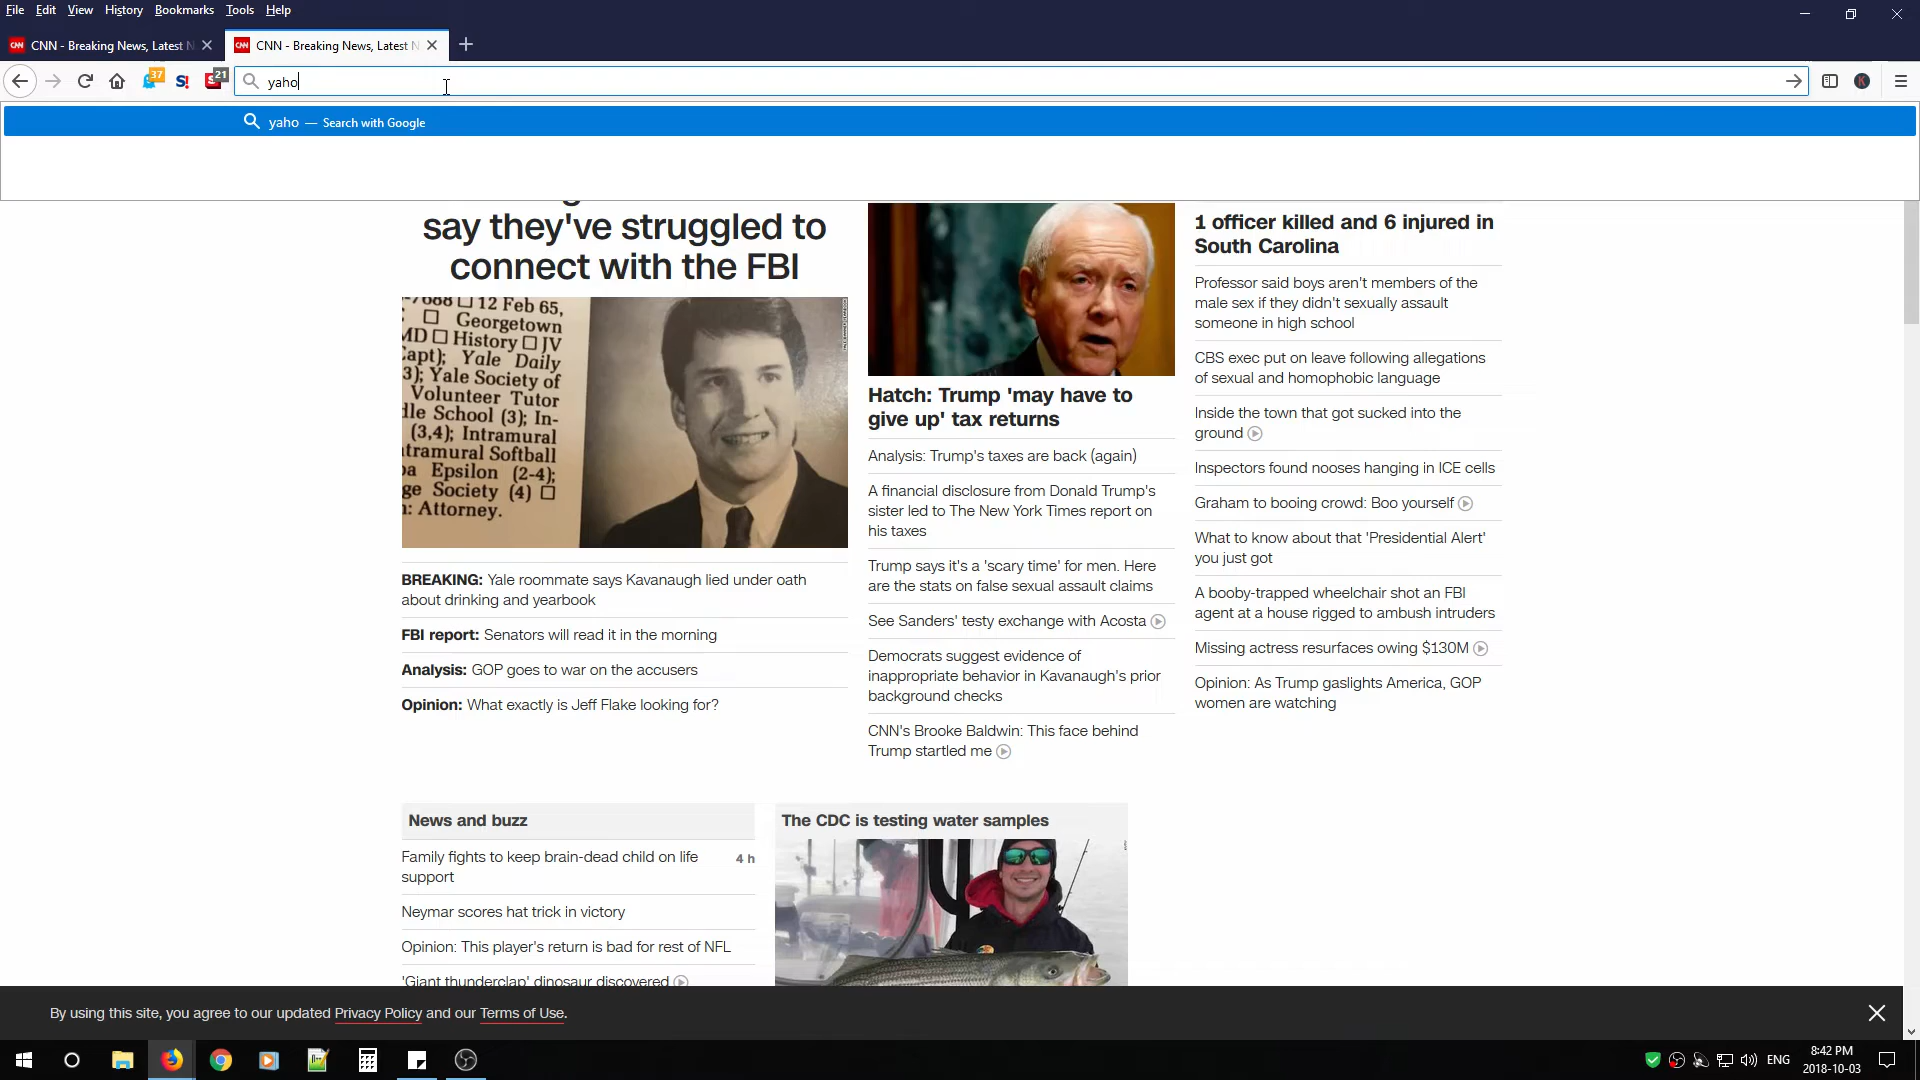 File Edit View History Bookmarks Tools Help
CNN - Breaking News, Latest N
CNN - Breaking News, Latest N
37
S!
21
yaho
K
yaho — Search with Google
say they've struggled to
connect with the FBI
12 Feb 65,
Georgetown
MD History JV
Capt); Yale Daily
3); Yale Society of
Volunteer Tutor
School (3); In-
(3,4); Intramural
Intramural Softball
Epsilon (2-4);
Society (4)
: Attorney.
BREAKING: Yale roommate says Kavanaugh lied under oath
about drinking and yearbook
FBI report: Senators will read it in the morning
Analysis: GOP goes to war on the accusers
Opinion: What exactly is Jeff Flake looking for?
Hatch: Trump 'may have to
give up' tax returns
Analysis: Trump's taxes are back (again)
A financial disclosure from Donald Trump's
sister led to The New York Times report on
his taxes
Trump says it's a 'scary time' for men. Here
are the stats on false sexual assault claims
See Sanders' testy exchange with Acosta
Democrats suggest evidence of
inappropriate behavior in Kavanaugh's prior
background checks
CNN's Brooke Baldwin: This face behind
Trump startled me
1 officer killed and 6 injured in
South Carolina
Professor said boys aren't members of the
male sex if they didn't sexually assault
someone in high school
CBS exec put on leave following allegations
of sexual and homophobic language
Inside the town that got sucked into the
ground
Inspectors found nooses hanging in ICE cells
Graham to booing crowd: Boo yourself
What to know about that 'Presidential Alert'
you just got
A booby-trapped wheelchair shot an FBI
agent at a house rigged to ambush intruders
Missing actress resurfaces owing $130M
Opinion: As Trump gaslights America, GOP
women are watching
News and buzz
Family fights to keep brain-dead child on life
support
4 h
Neymar scores hat trick in victory
Opinion: This player's return is bad for rest of NFL
'Giant thunderclap' dinosaur discovered
The CDC is testing water samples
By using this site, you agree to our updated Privacy Policy and our Terms of Use.
ENG
8:42 PM
2018-10-03